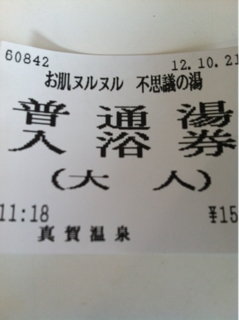 60842 12.10.21
お肌ヌルヌル 不思議の湯
普通湯
入浴券
(大人)
11:18 ¥15
真賀温泉